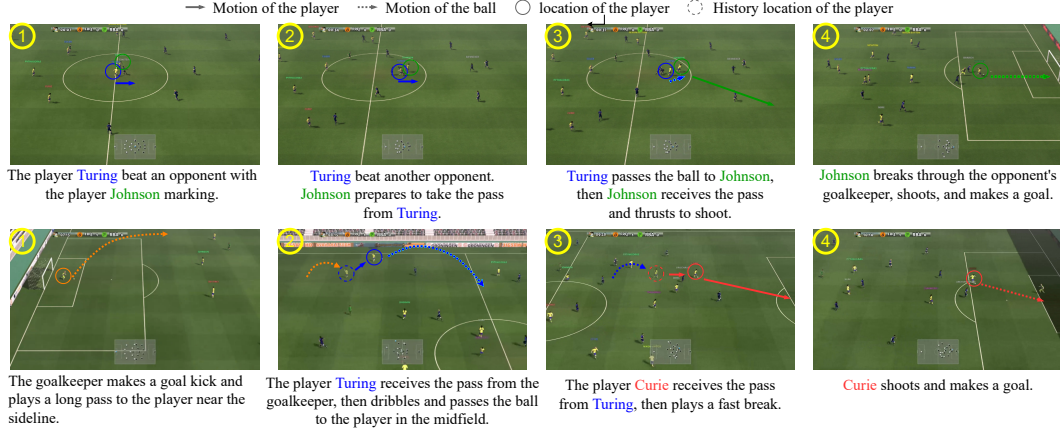 Motion of the player Motion of the ball location of the player History location of the player
1
2
3
4
The player Turing beat an opponent with
the player Johnson marking.
Turing beat another opponent.
Johnson prepares to take the pass
from Turing.
Turing passes the ball to Johnson,
then Johnson receives the pass
and thrusts to shoot.
Johnson breaks through the opponent's
goalkeeper, shoots, and makes a goal.
1
2
3
4
The goalkeeper makes a goal kick and
plays a long pass to the player near the
sideline.
The player Turing receives the pass from the
goalkeeper, then dribbles and passes the ball
to the player in the midfield.
The player Curie receives the pass
from Turing, then plays a fast break.
Curie shoots and makes a goal.